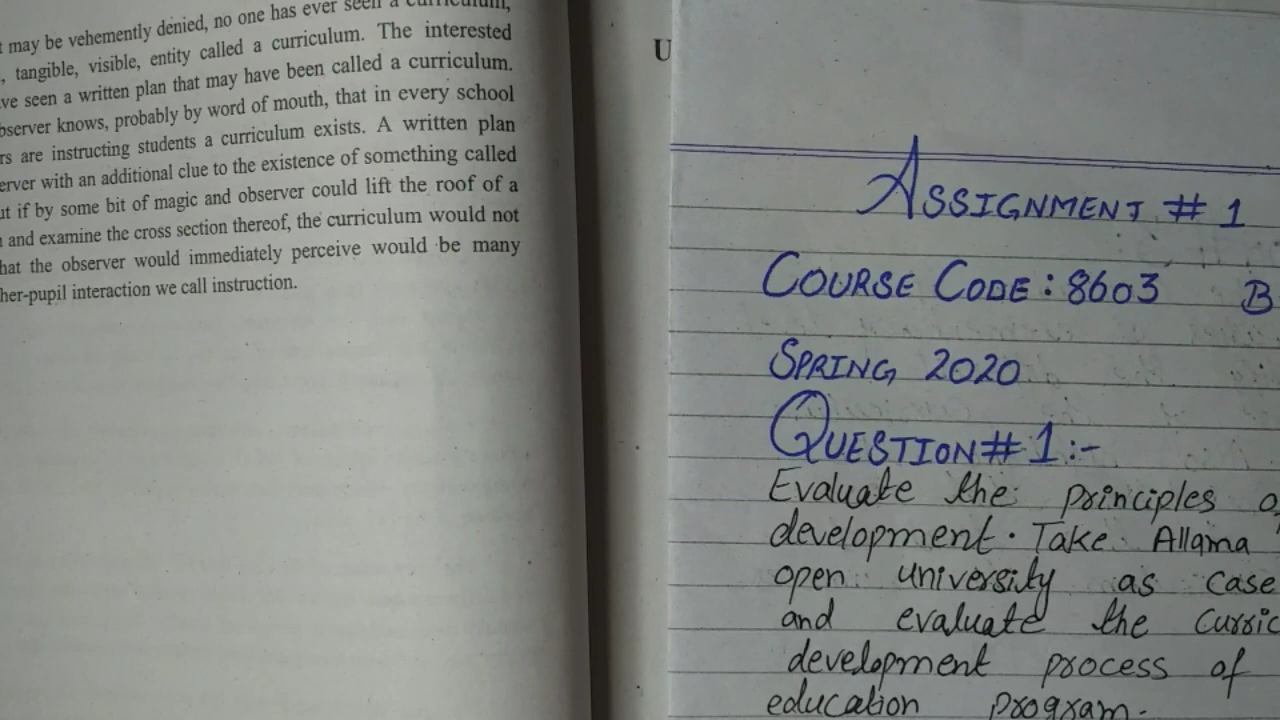 t may be vehemently denied, no one has ever seen a curriculum,
, tangible, visible, entity called a curriculum. The interested
ve seen a written plan that may have been called a curriculum.
bserver knows, probably by word of mouth, that in every school
rs are instructing students a curriculum exists. A written plan
erver with an additional clue to the existence of something called
ut if by some bit of magic and observer could lift the roof of a
and examine the cross section thereof, the curriculum would not
hat the observer would immediately perceive would be many
her-pupil interaction we call instruction.
U
ASSIGNMENT # 1
COURSE CODE: 8603 B
SPRING 2020
QUESTION# 1:-
Evaluate the principles o
development. Take Allama
open university as case
and evaluate the curric
development process of
education program.